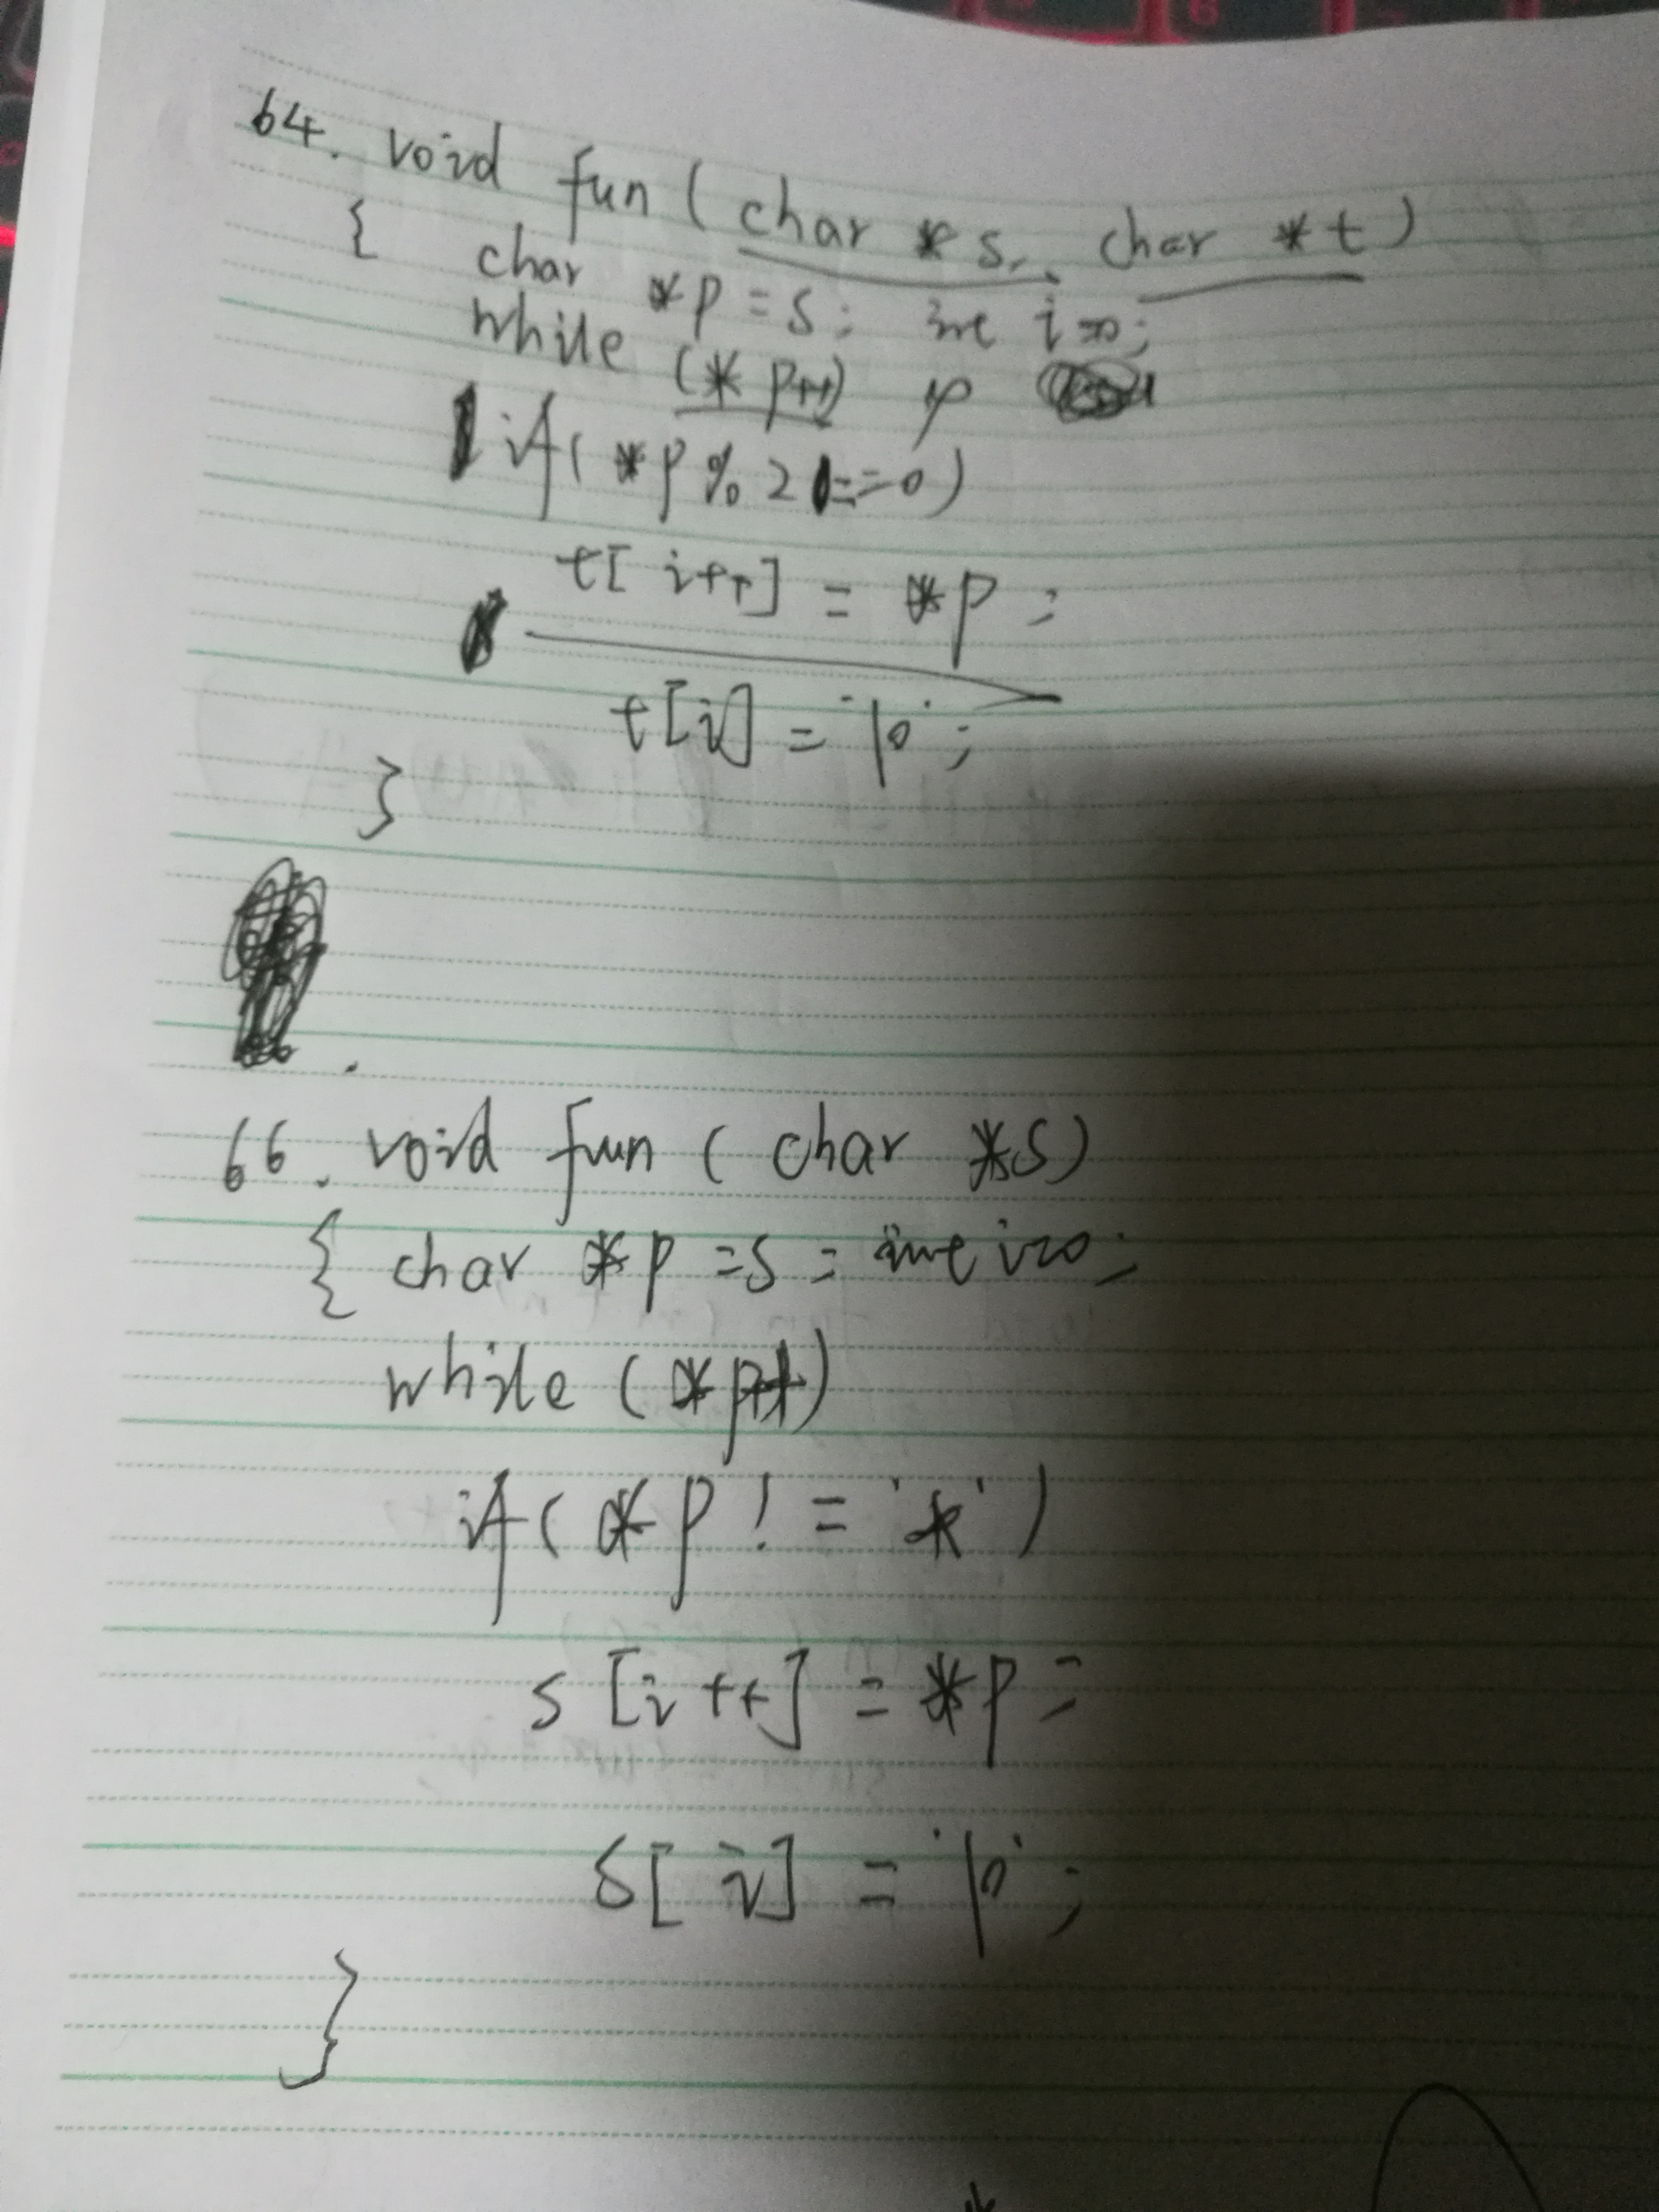 64. void fun ( char *s, char *t )
{ char *p = s; int i=0;
while (*p++)
if( *p % 2 == 0)
t[ i++] = *p ;
t[i] = '\0' ;
}
66. void fun ( char *s)
{ char *p =s ; int i=0;
while ( *p++)
if( *p != '*' )
s [i ++] = *p ;
s[ i] = '\0' ;
}